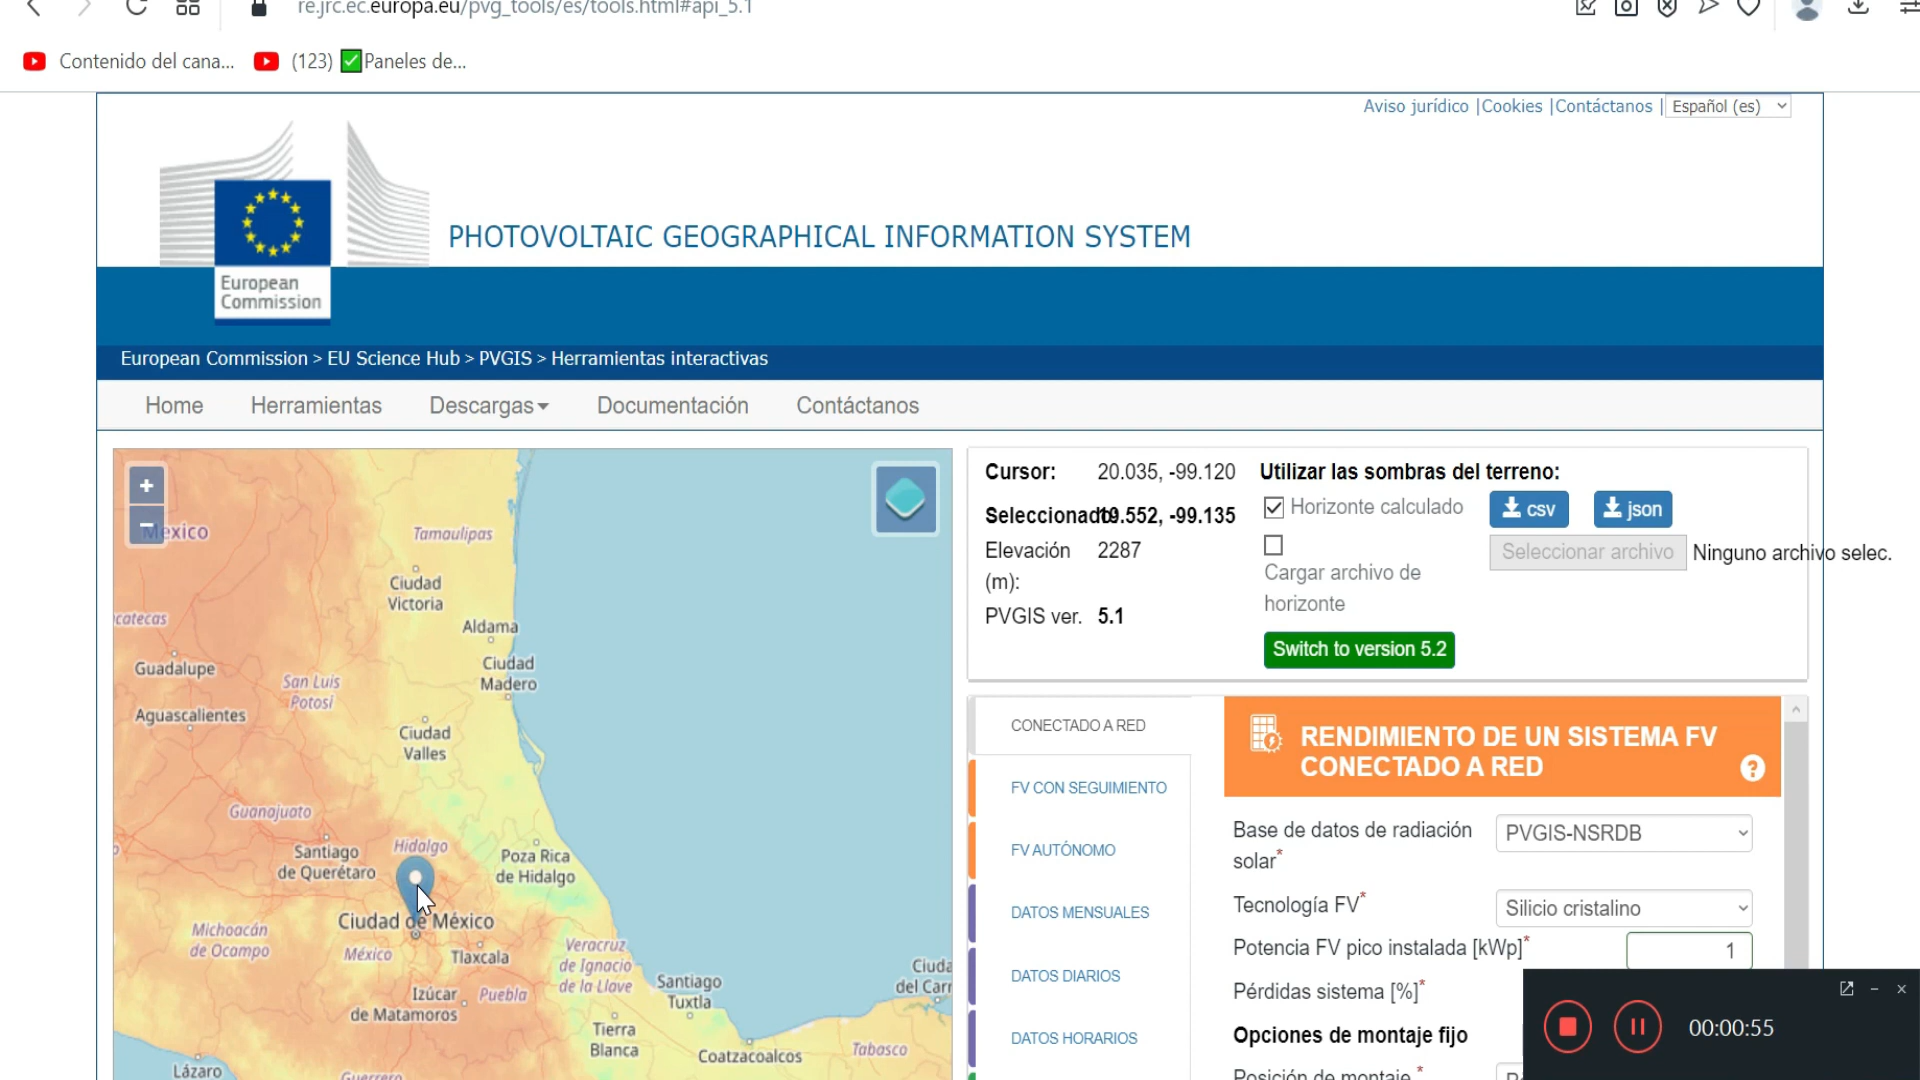 re.jrc.ec.europa.eu/pvg_tools/es/tools.html#api_5.1
Contenido del cana...
(123) ✅Paneles de...
Aviso jurídico |Cookies |Contáctanos | Español (es)
European
Commission
PHOTOVOLTAIC GEOGRAPHICAL INFORMATION SYSTEM
European Commission > EU Science Hub > PVGIS > Herramientas interactivas
Home Herramientas Descargas Documentación Contáctanos
+
−
Mexico
Tamaulipas
Ciudad
Victoria
catecas
Aldama
Guadalupe
Ciudad
Madero
San Luis
Potosí
Aguascalientes
Ciudad
Valles
Guanajuato
Hidalgo
Santiago
de Querétaro
Poza Rica
de Hidalgo
Ciudad de México
Michoacán
de Ocampo
México
Tlaxcala
Veracruz
de Ignacio
de la Llave
Ciuda
del Carr
Santiago
Tuxtla
Izúcar
de Matamoros
Puebla
Tierra
Blanca
Coatzacoalcos
Tabasco
Lázaro
Guerrero
Cursor: 20.035, -99.120
Seleccionado: 19.552, -99.135
Elevación 2287
(m):
PVGIS ver. 5.1
Utilizar las sombras del terreno:
Horizonte calculado
csv
json
Cargar archivo de
horizonte
Seleccionar archivo Ninguno archivo selec.
Switch to version 5.2
CONECTADO A RED
FV CON SEGUIMIENTO
FV AUTÓNOMO
DATOS MENSUALES
DATOS DIARIOS
DATOS HORARIOS
RENDIMIENTO DE UN SISTEMA FV
CONECTADO A RED
?
Base de datos de radiación
solar*
PVGIS-NSRDB
Tecnología FV*
Silicio cristalino
Potencia FV pico instalada [kWp]*
1
Pérdidas sistema [%]*
Opciones de montaje fijo
Posición de montaje *
00:00:55